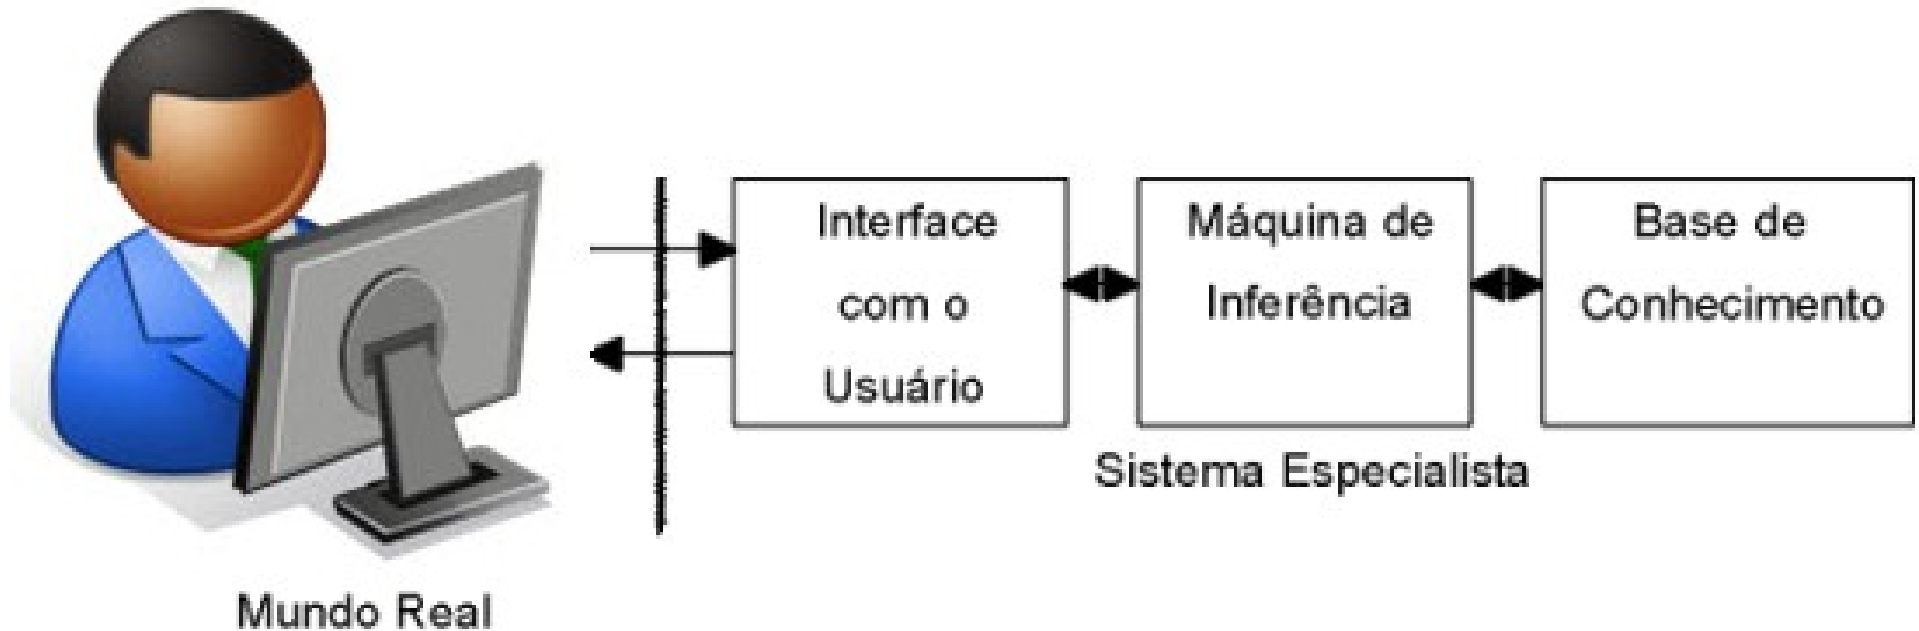 Interface
com o
Usuário
Máquina de
Inferência
Base de
Conhecimento
Sistema Especialista
Mundo Real